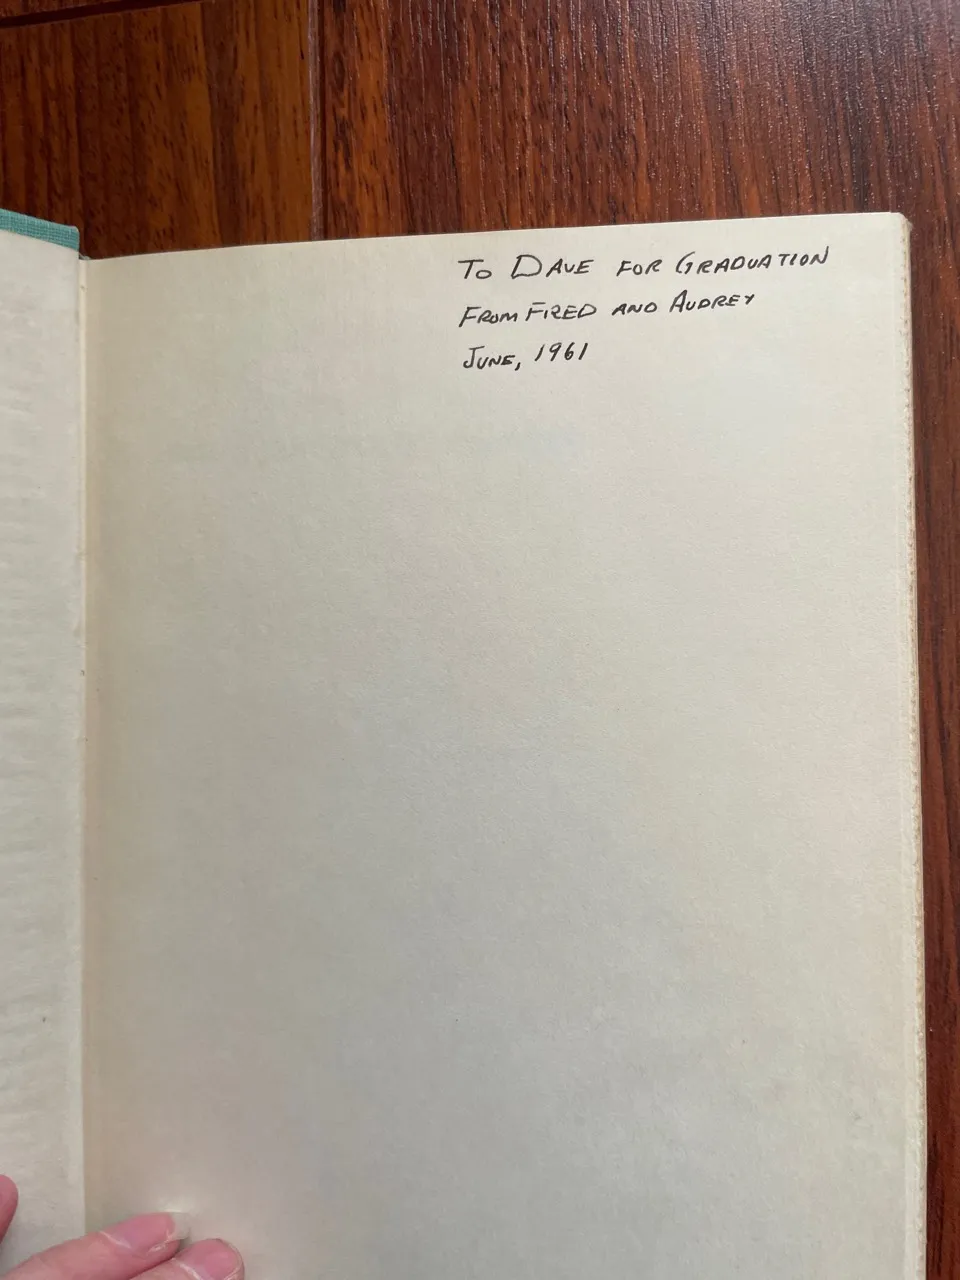 To Dave for Graduation
From Fred and Audrey
June, 1961